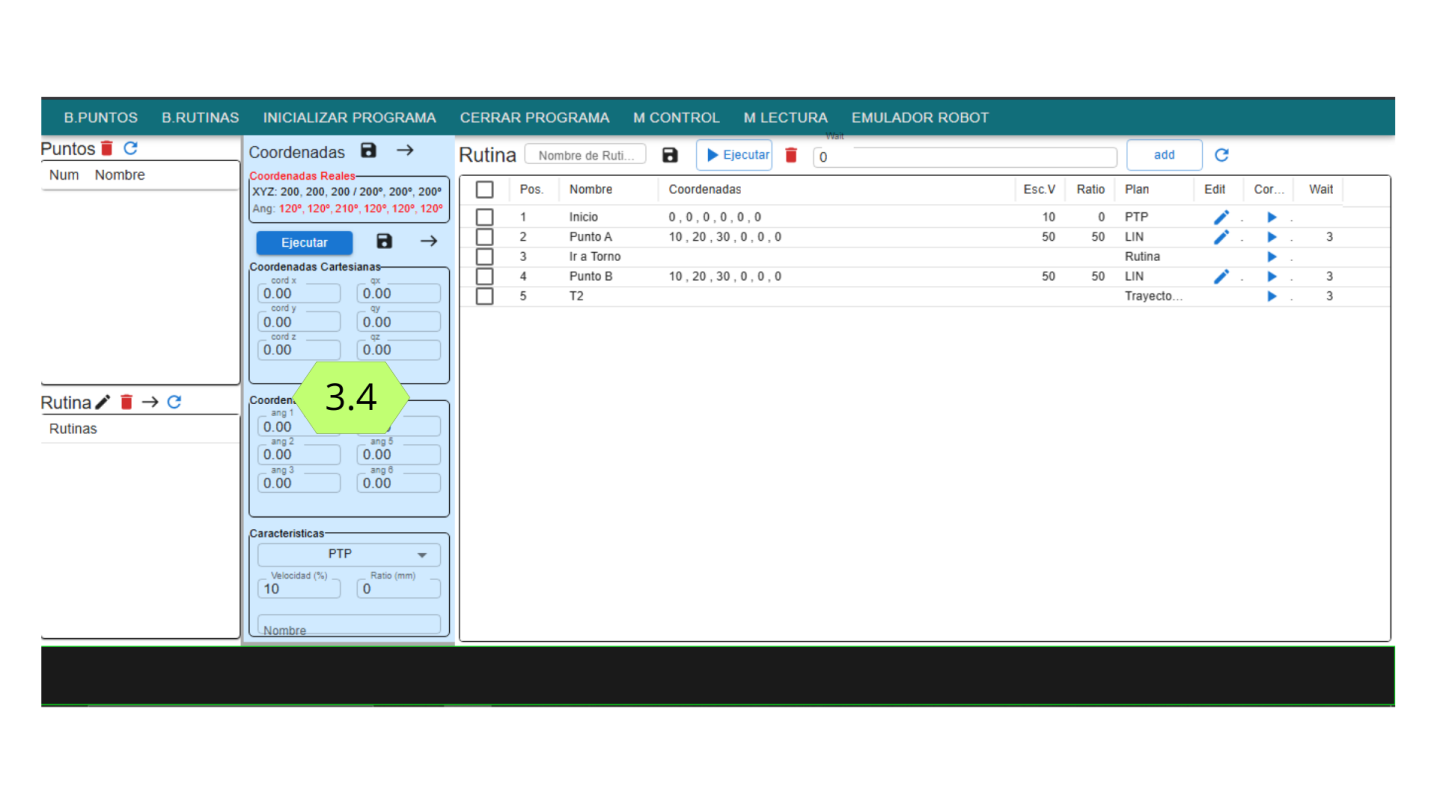 B.PUNTOS B.RUTINAS INICIALIZAR PROGRAMA CERRAR PROGRAMA M CONTROL M LECTURA EMULADOR ROBOT
Puntos
Num Nombre
Rutina
Rutinas
Coordenadas
Coordenadas Reales
XYZ: 200, 200, 200 / 200º, 200º, 200º
Ang: 120º, 120º, 210º, 120º, 120º, 120º
Ejecutar
Coordenadas Cartesianas
cord x qx
0.00 0.00
cord y qy
0.00 0.00
cord z qz
0.00 0.00
3.4
ang 1
0.00
ang 2 ang 5
0.00 0.00
ang 3 ang 6
0.00 0.00
Caracteristicas
PTP
Velocidad (%) Ratio (mm)
10 0
Nombre
Rutina Nombre de Ruti... Ejecutar Wait 0 add
Pos. Nombre Coordenadas Esc.V Ratio Plan Edit Cor... Wait
1 Inicio 0 , 0 , 0 , 0 , 0 , 0 10 0 PTP . .
2 Punto A 10 , 20 , 30 , 0 , 0 , 0 50 50 LIN . . 3
3 Ir a Torno Rutina .
4 Punto B 10 , 20 , 30 , 0 , 0 , 0 50 50 LIN . . 3
5 T2 Trayecto... . 3